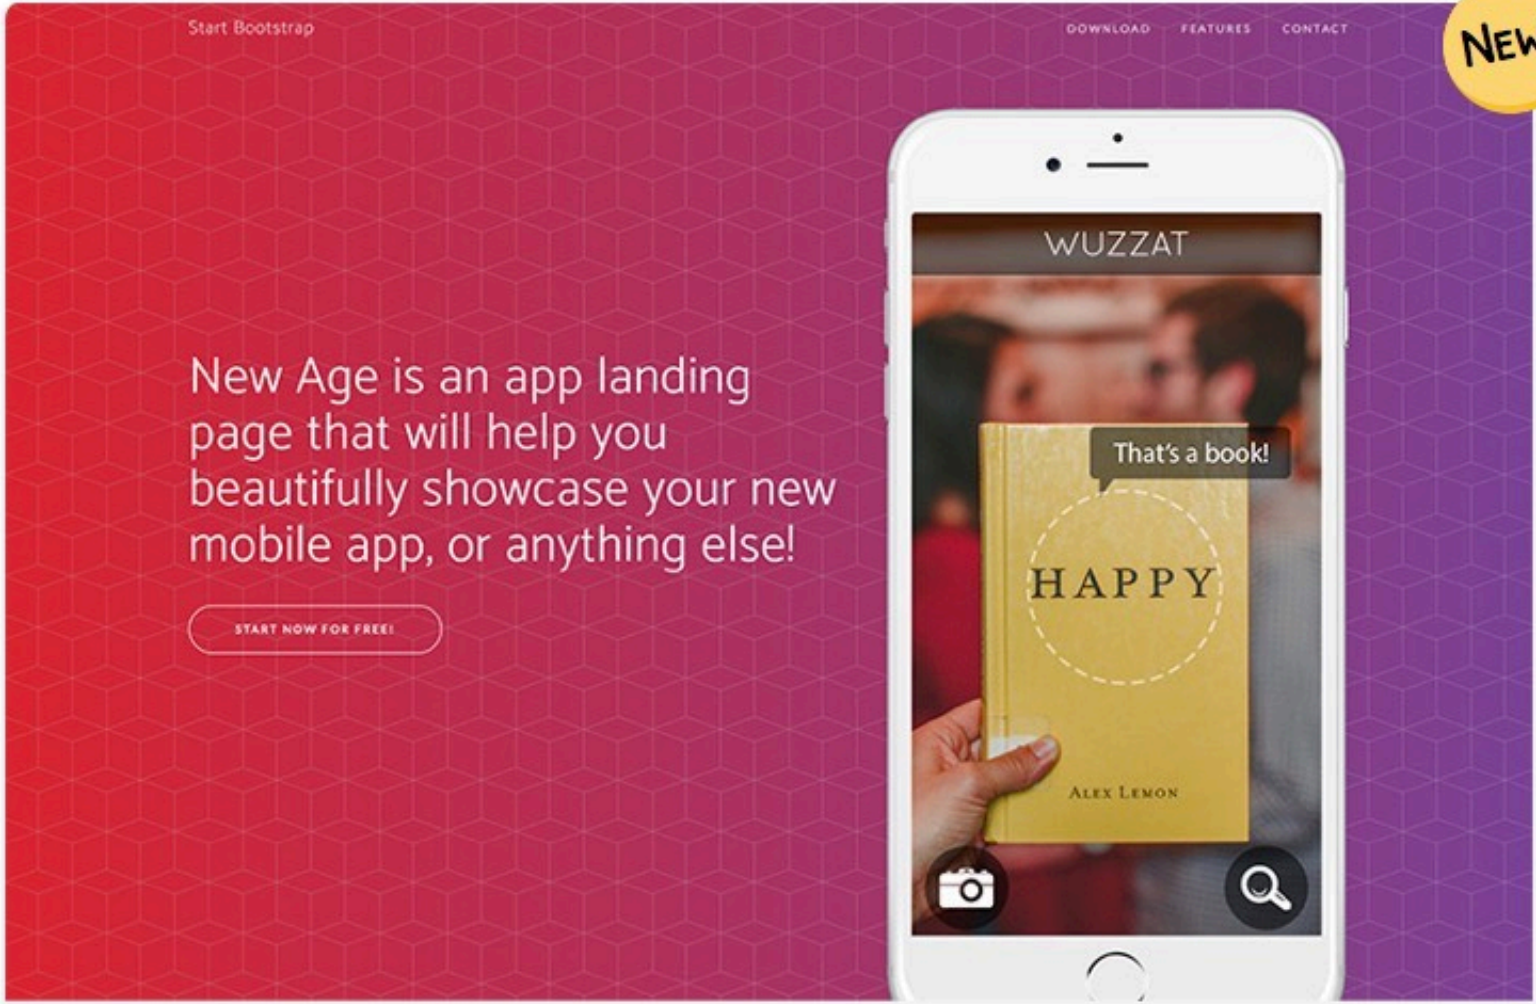 Start Bootstrap
DOWNLOAD FEATURES CONTACT
NEW
New Age is an app landing
page that will help you
beautifully showcase your new
mobile app, or anything else!
START NOW FOR FREE!
WUZZAT
That's a book!
HAPPY
ALEX LEMON